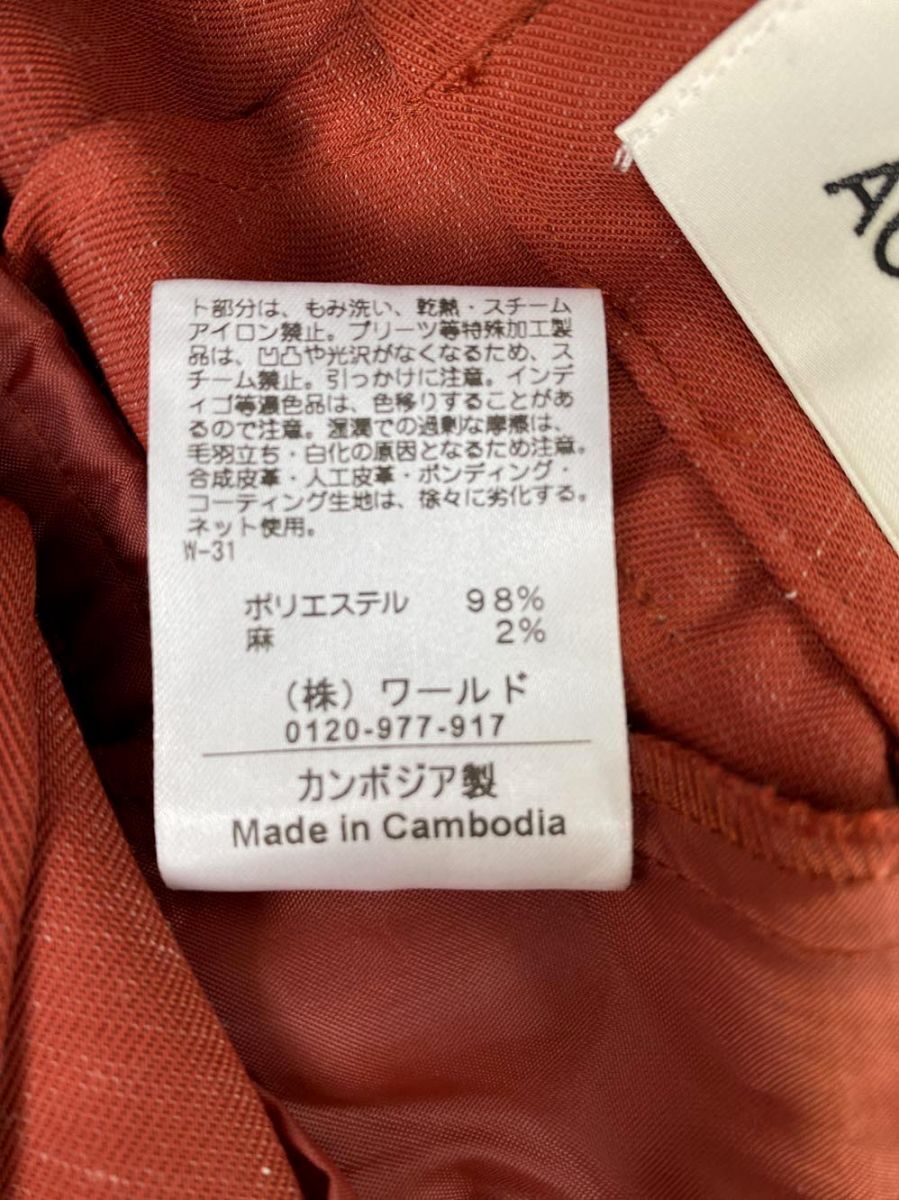 ト部分は、もみ洗い、乾熱・スチーム
アイロン禁止。プリーツ等特殊加工製
品は、凹凸や光沢がなくなるため、ス
チーム禁止。引っかけに注意。インデ
ィゴ等濃色品は、色移りすることがあ
るので注意。湿潤での過剰な摩擦は、
毛羽立ち・白化の原因となるため注意。
合成皮革・人工皮革・ボンディング・
コーティング生地は、徐々に劣化する。
ネット使用。
W-31
ポリエステル 98%
麻 2%
(株)ワールド
0120-977-917
カンボジア製
Made in Cambodia